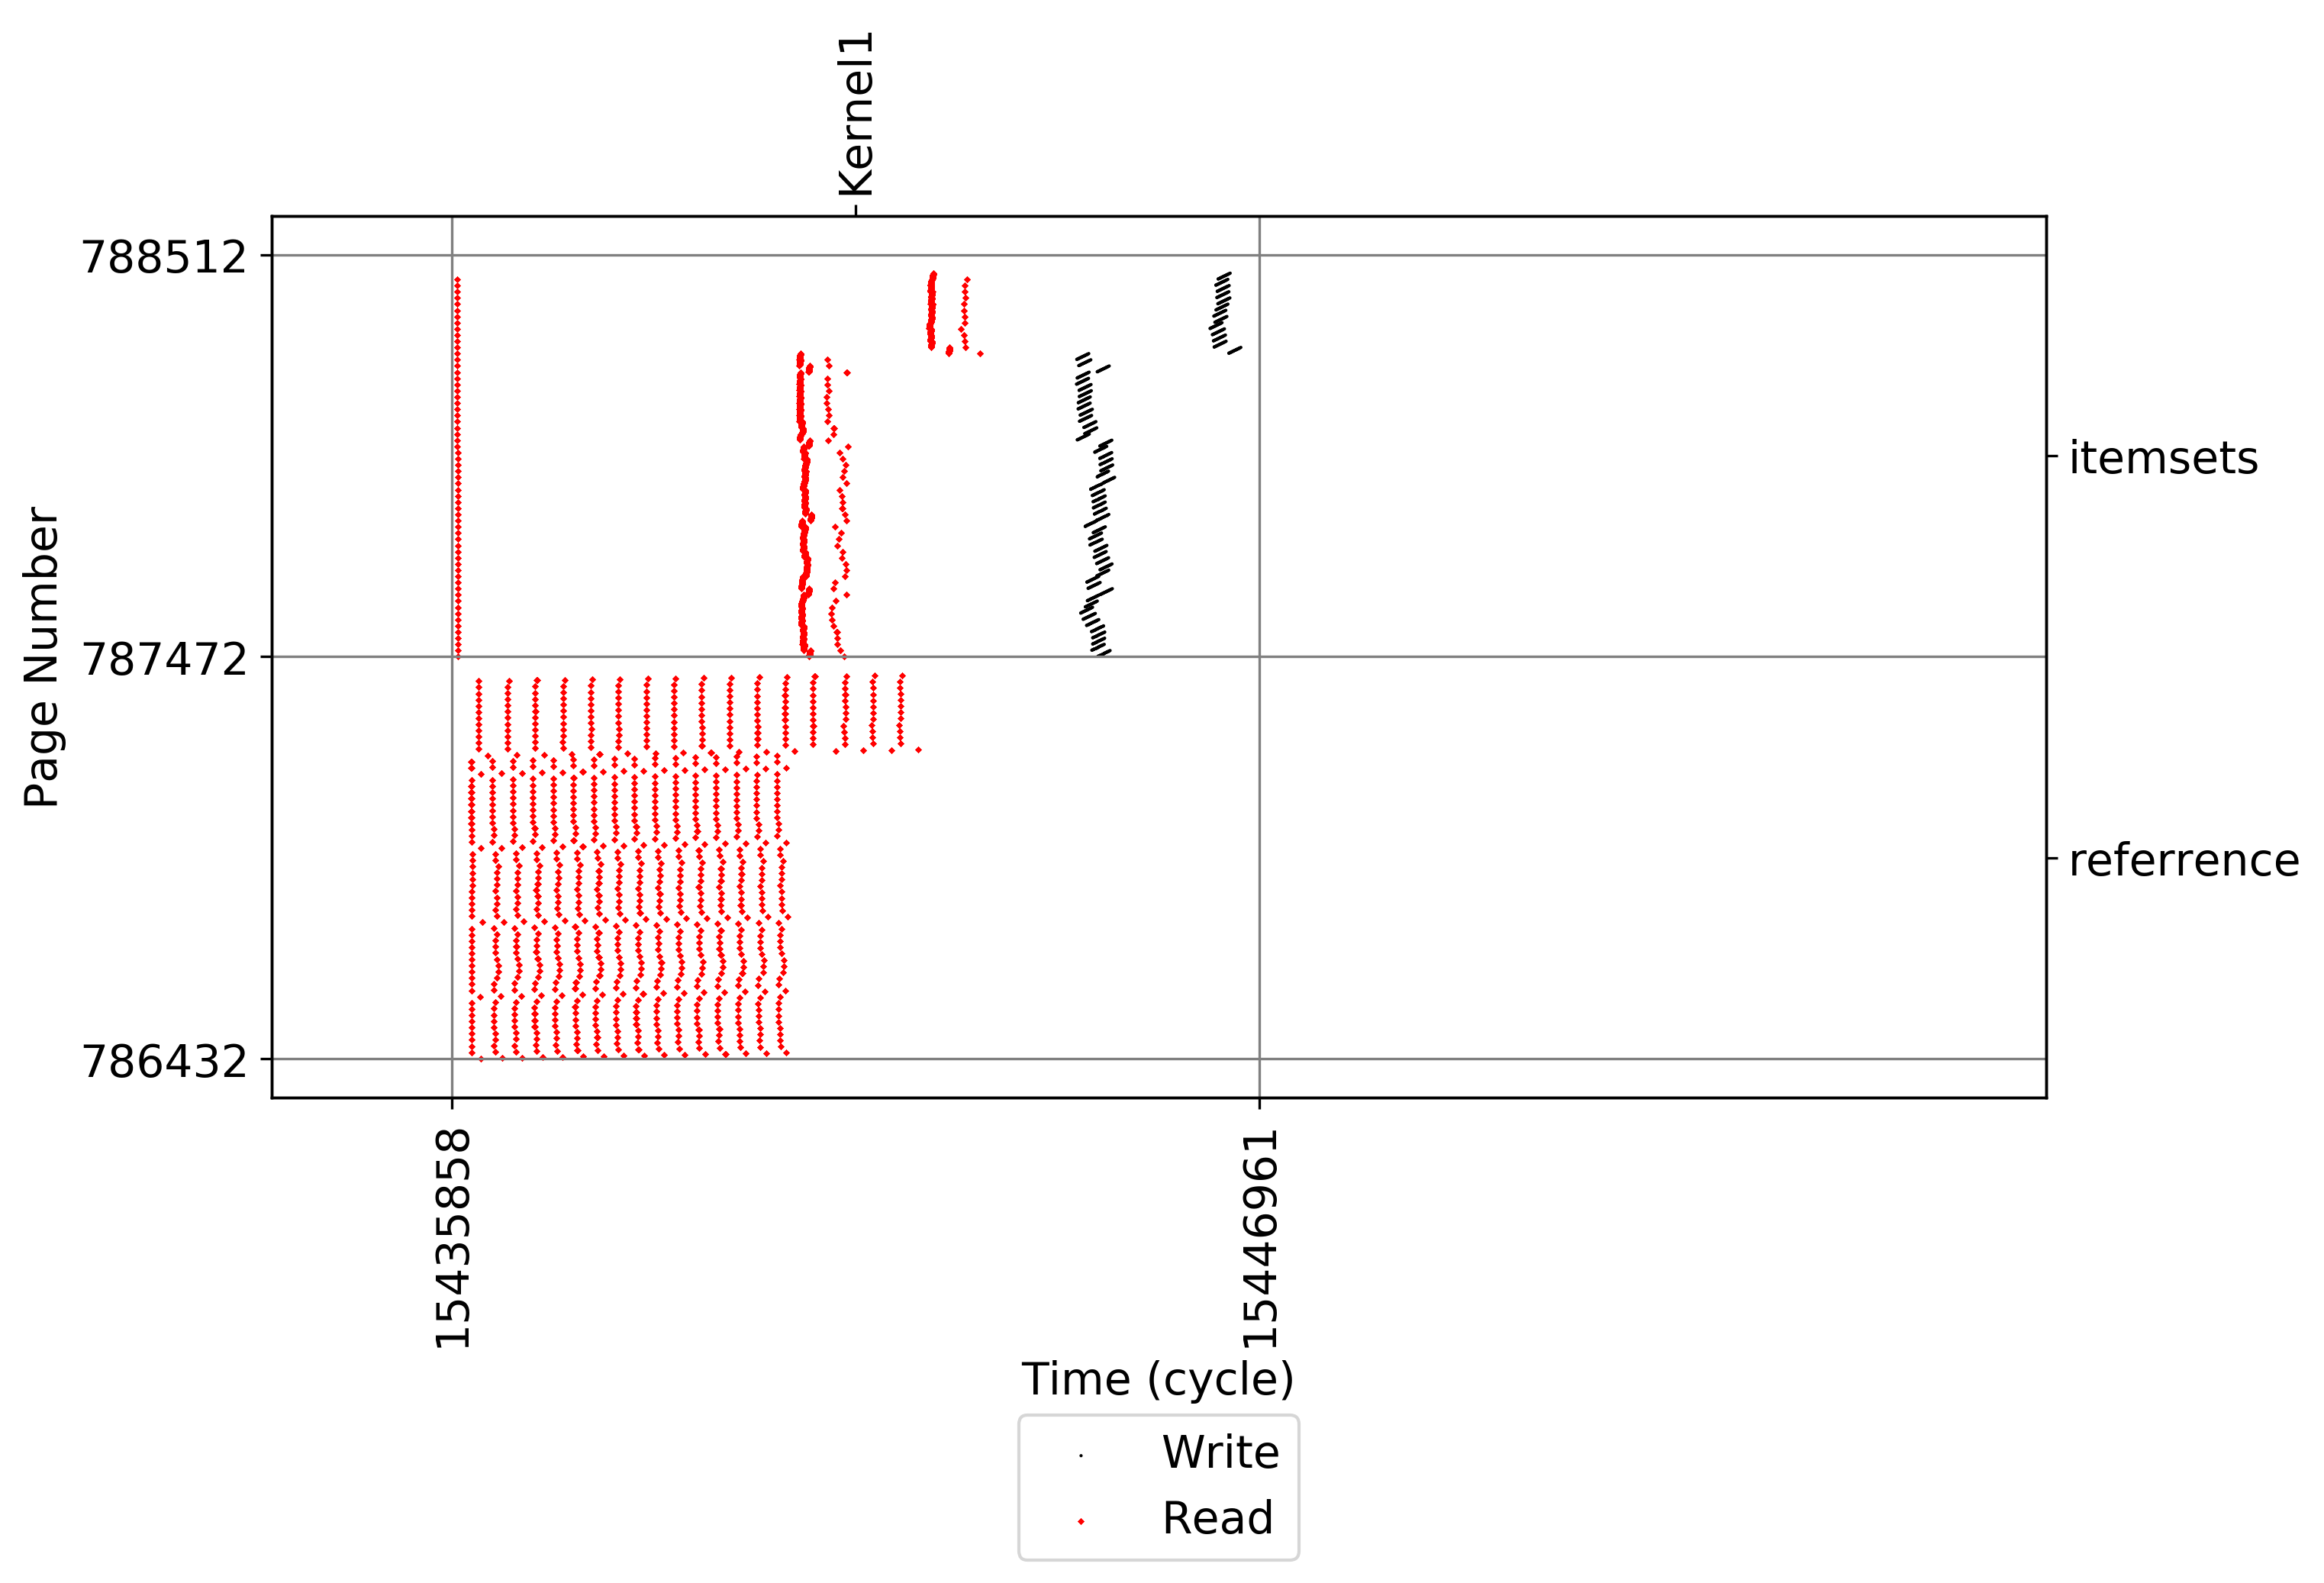 Kernel1
788512
787472
786432
Page Number
itemsets
referrence
15435858
15446961
Time (cycle)
Write
Read